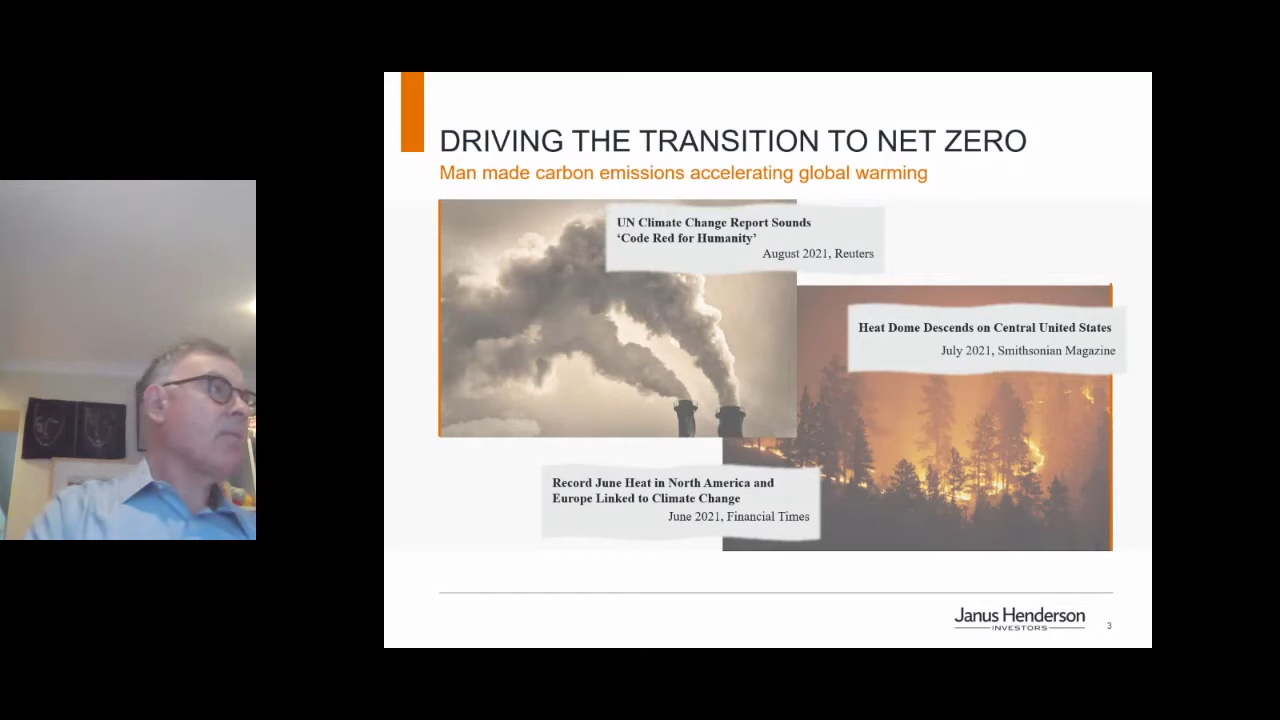 DRIVING THE TRANSITION TO NET ZERO
Man made carbon emissions accelerating global warming
UN Climate Change Report Sounds
‘Code Red for Humanity’
August 2021, Reuters
Heat Dome Descends on Central United States
July 2021, Smithsonian Magazine
Record June Heat in North America and
Europe Linked to Climate Change
June 2021, Financial Times
Janus Henderson
INVESTORS
3